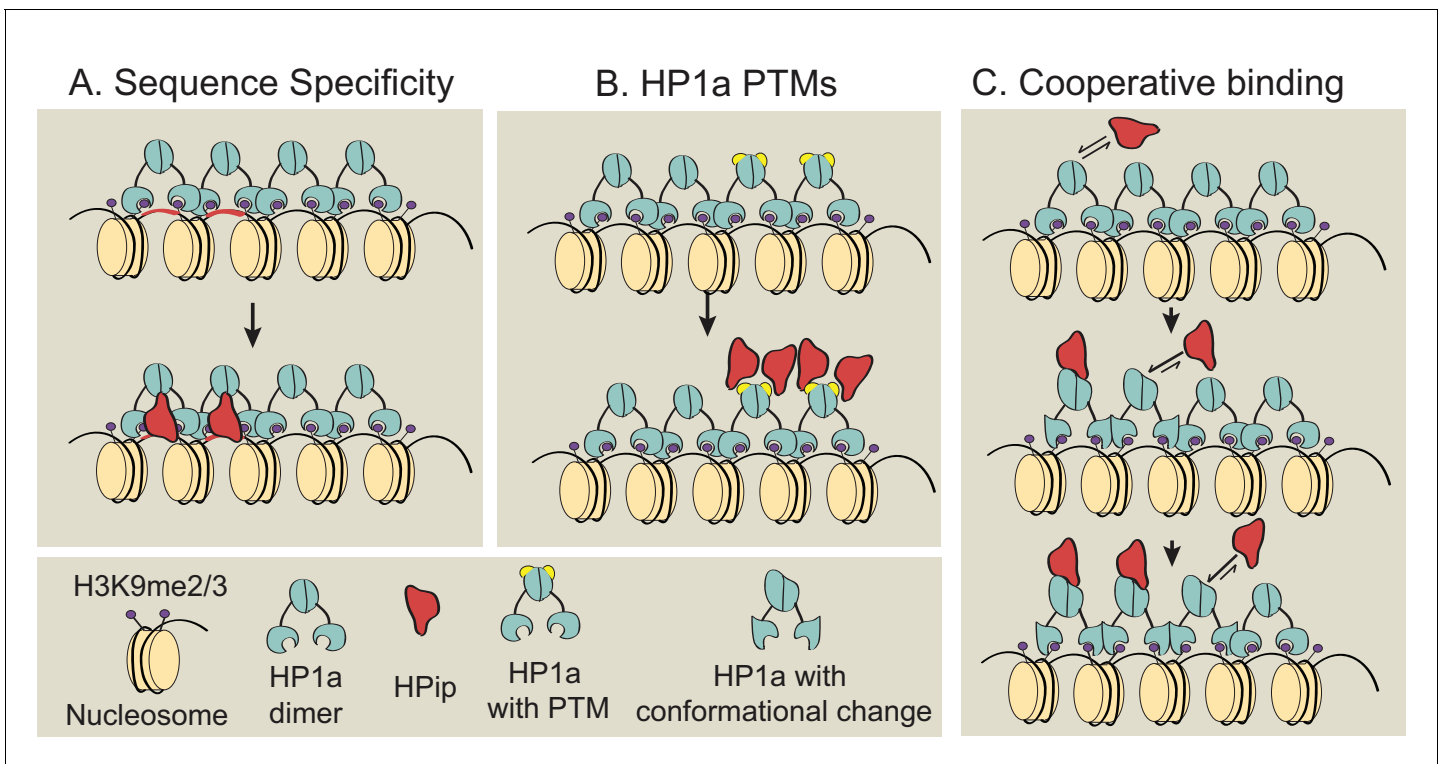 A. Sequence Specificity
B. HP1a PTMs
C. Cooperative binding
H3K9me2/3
Nucleosome
HP1a
dimer
HPip
HP1a
with PTM
HP1a with
conformational change